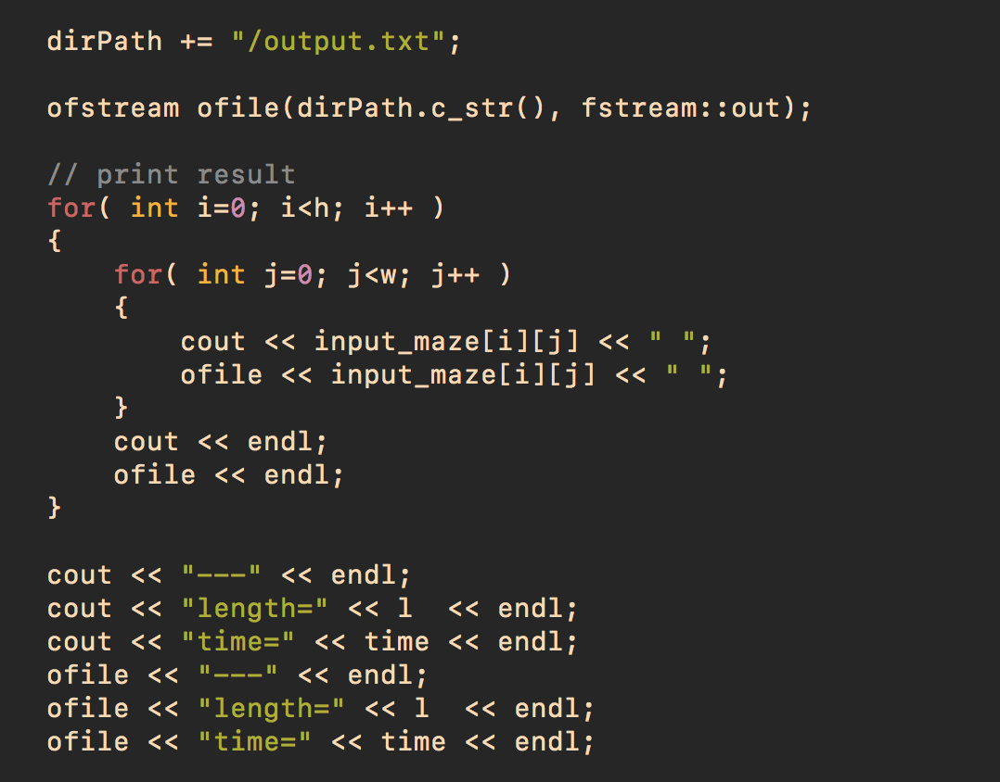 dirPath += "/output.txt";
ofstream ofile(dirPath.c_str(), fstream::out);
// print result
for( int i=0; i<h; i++ )
{
    for( int j=0; j<w; j++ )
    {
        cout << input_maze[i][j] << " ";
        ofile << input_maze[i][j] << " ";
    }
    cout << endl;
    ofile << endl;
}
cout << "---" << endl;
cout << "length=" << l  << endl;
cout << "time=" << time << endl;
ofile << "---" << endl;
ofile << "length=" << l  << endl;
ofile << "time=" << time << endl;